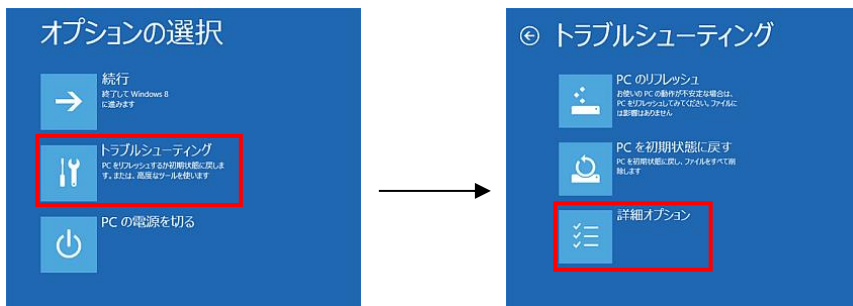 オプションの選択
続行
終了して Windows 8
に進みます
トラブルシューティング
PC をリフレッシュするか初期状態に戻しま
す。または、高度なツールを使います
PC の電源を切る
トラブルシューティング
PC のリフレッシュ
お使いの PC の動作が不安定な場合は、
PC をリフレッシュしてみてください。ファイルに
は影響はありません
PC を初期状態に戻す
PC を初期状態に戻し、ファイルをすべて削
除します
詳細オプション